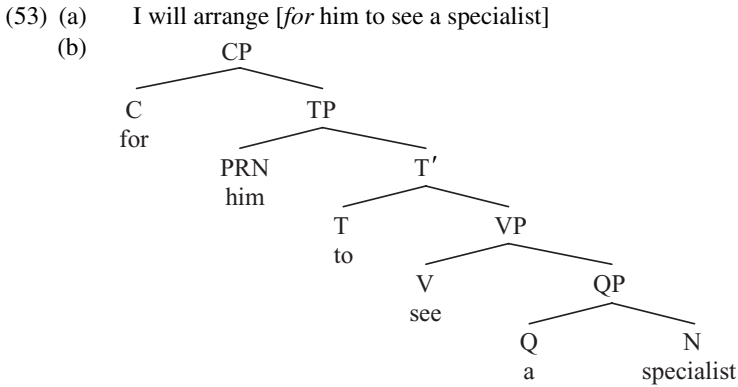 (53) (a) I will arrange [for him to see a specialist]
(b)
CP
C TP
for
PRN T′
him
T VP
to
V QP
see
Q N
a specialist